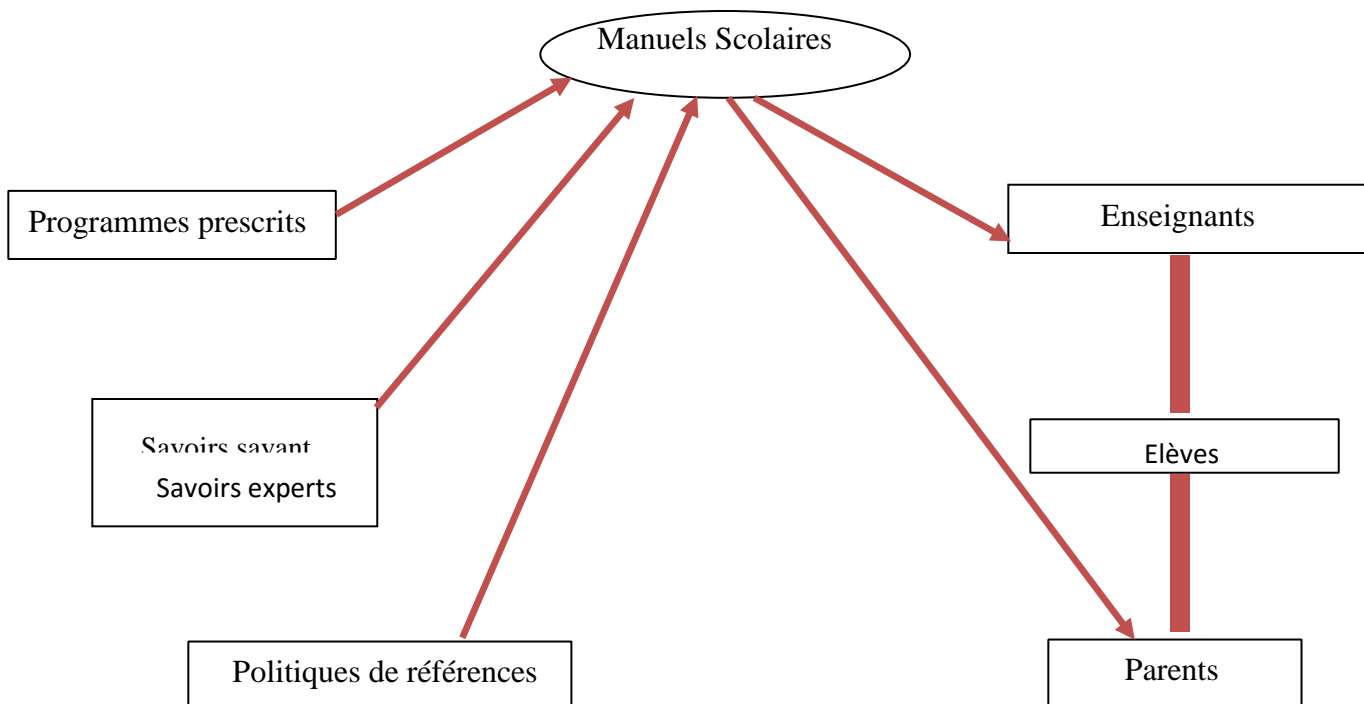 Manuels Scolaires
Programmes prescrits
Enseignants
Savoirs savant
Savoirs experts
Elèves
Politiques de références
Parents